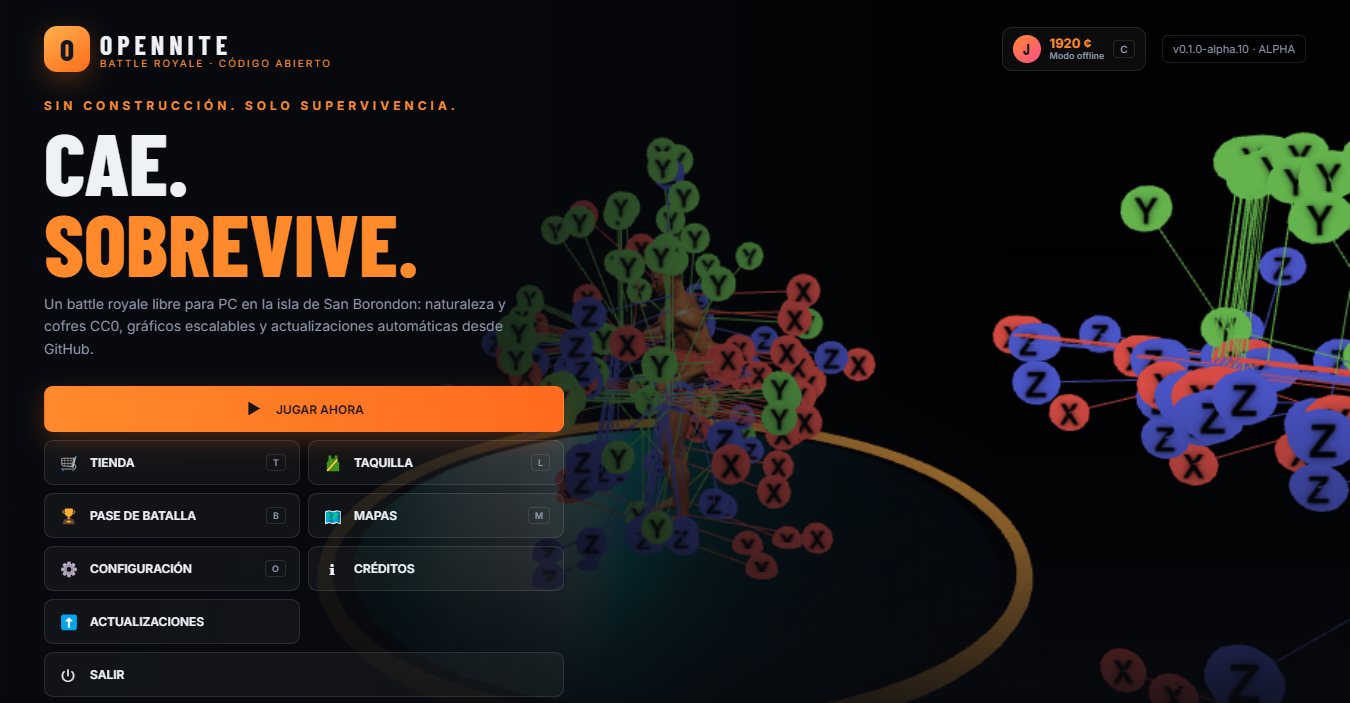 O OPENNITE
BATTLE ROYALE · CÓDIGO ABIERTO
J 1920 ¢
Modo offline
C
v0.1.0-alpha.10 · ALPHA
SIN CONSTRUCCIÓN. SOLO SUPERVIVENCIA.
CAE.
SOBREVIVE.
Un battle royale libre para PC en la isla de San Borondon: naturaleza y
cofres CC0, gráficos escalables y actualizaciones automáticas desde
GitHub.
JUGAR AHORA
TIENDA T
TAQUILLA L
PASE DE BATALLA B
MAPAS M
CONFIGURACIÓN O
CRÉDITOS
ACTUALIZACIONES
SALIR